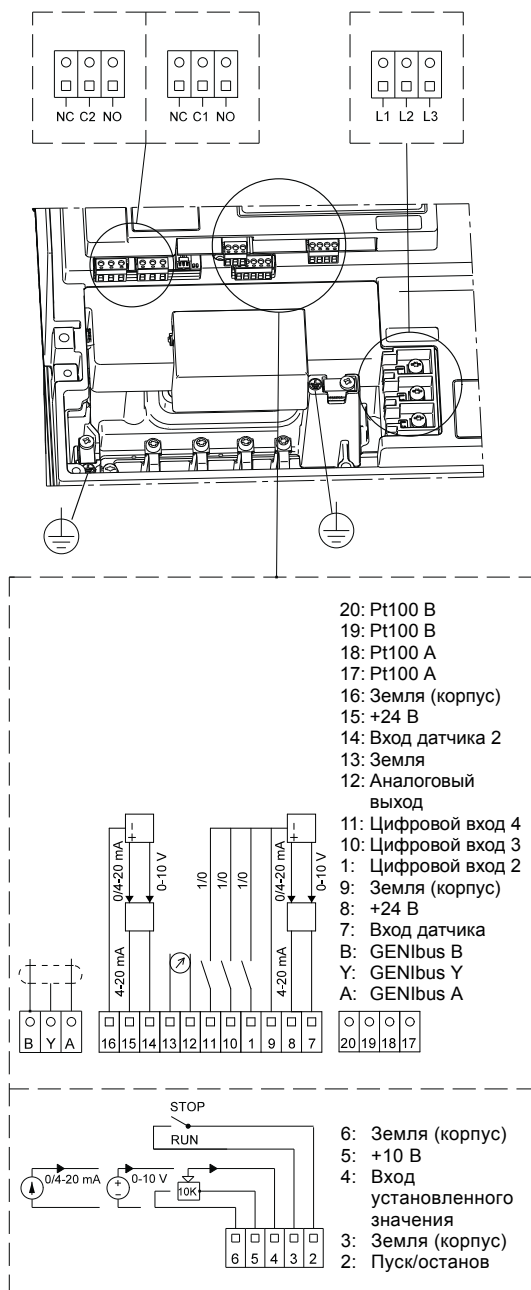 NC C2 NO
NC C1 NO
L1 L2 L3
20: Pt100 B
19: Pt100 B
18: Pt100 A
17: Pt100 A
16: Земля (корпус)
15: +24 В
14: Вход датчика 2
13: Земля
12: Аналоговый
выход
11: Цифровой вход 4
10: Цифровой вход 3
1: Цифровой вход 2
9: Земля (корпус)
8: +24 В
7: Вход датчика
B: GENIbus B
Y: GENIbus Y
A: GENIbus A
- +
0/4-20 mA
0-10 V
4-20 mA
1/0
1/0
1/0
- +
0/4-20 mA
0-10 V
4-20 mA
B Y A
16 15 14 13 12 11 10 1 9 8 7
20 19 18 17
STOP
RUN
0/4-20 mA
+ -
0-10 V
10K
6 5 4 3 2
6: Земля (корпус)
5: +10 В
4: Вход
установленного
значения
3: Земля (корпус)
2: Пуск/останов